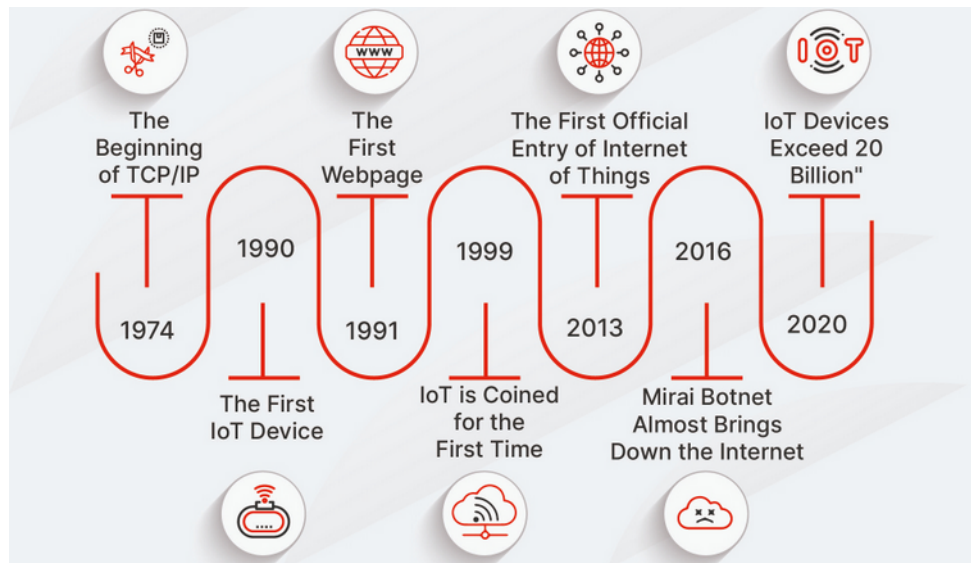 The
Beginning
of TCP/IP
1974
1990
The First
IoT Device
WWW
The
First
Webpage
1991
1999
IoT is Coined
for the
First Time
The First Official
Entry of Internet
of Things
2013
2016
Mirai Botnet
Almost Brings
Down the Internet
IOT
IoT Devices
Exceed 20
Billion"
2020